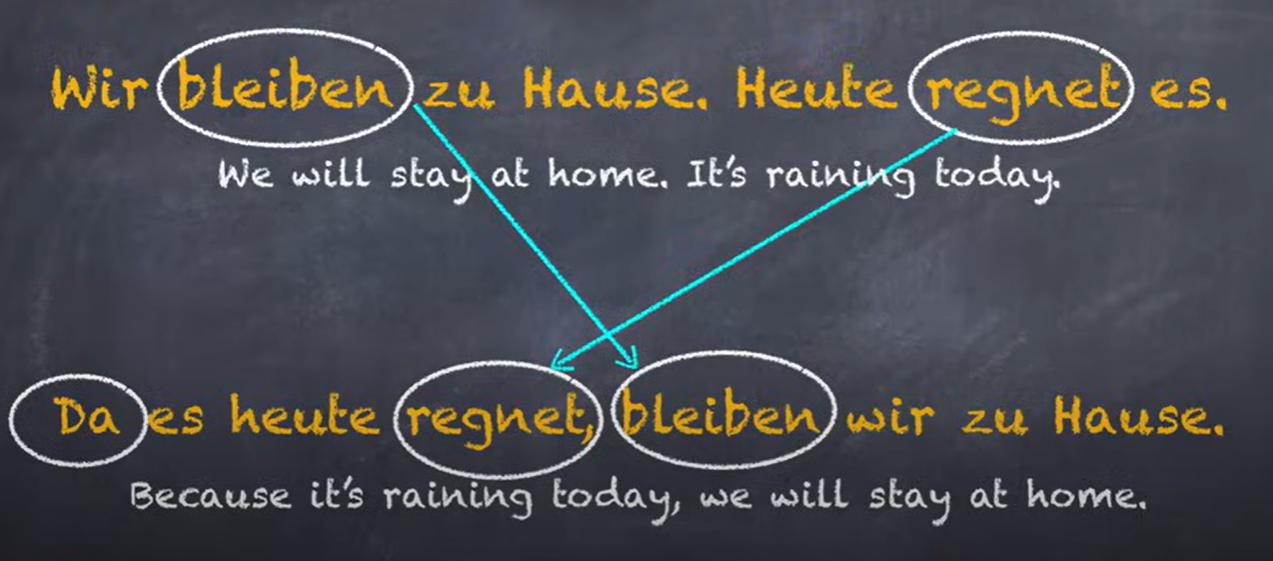 Wir bleiben zu Hause. Heute regnet es.
We will stay at home. It's raining today.
Da es heute regnet, bleiben wir zu Hause.
Because it's raining today, we will stay at home.